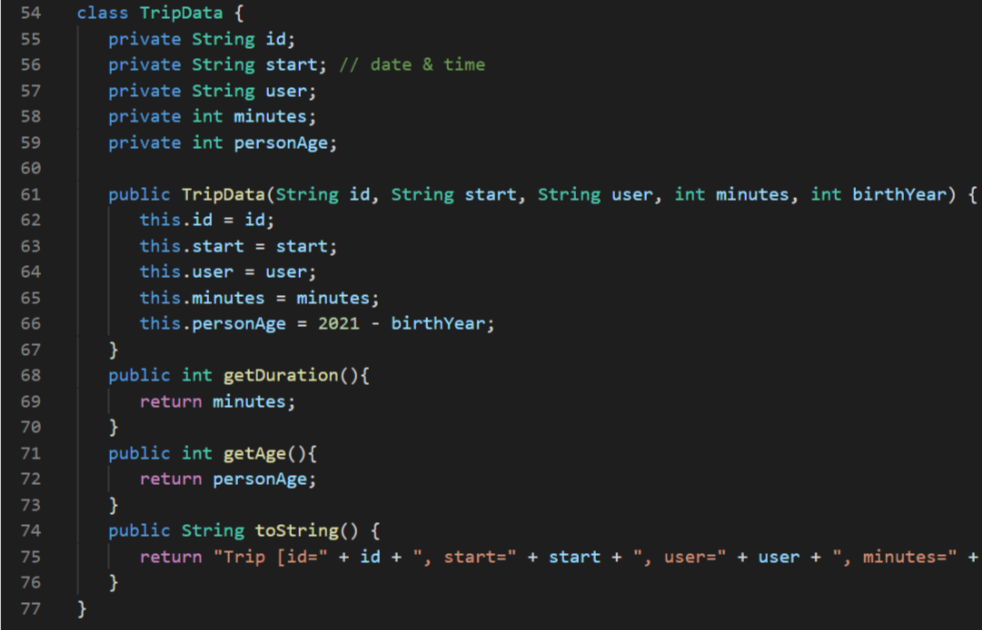 54 class TripData {
55 private String id;
56 private String start; // date & time
57 private String user;
58 private int minutes;
59 private int personAge;
60
61 public TripData(String id, String start, String user, int minutes, int birthYear) {
62 this.id = id;
63 this.start = start;
64 this.user = user;
65 this.minutes = minutes;
66 this.personAge = 2021 - birthYear;
67 }
68 public int getDuration(){
69 return minutes;
70 }
71 public int getAge(){
72 return personAge;
73 }
74 public String toString() {
75 return "Trip [id=" + id + ", start=" + start + ", user=" + user + ", minutes=" +
76 }
77 }